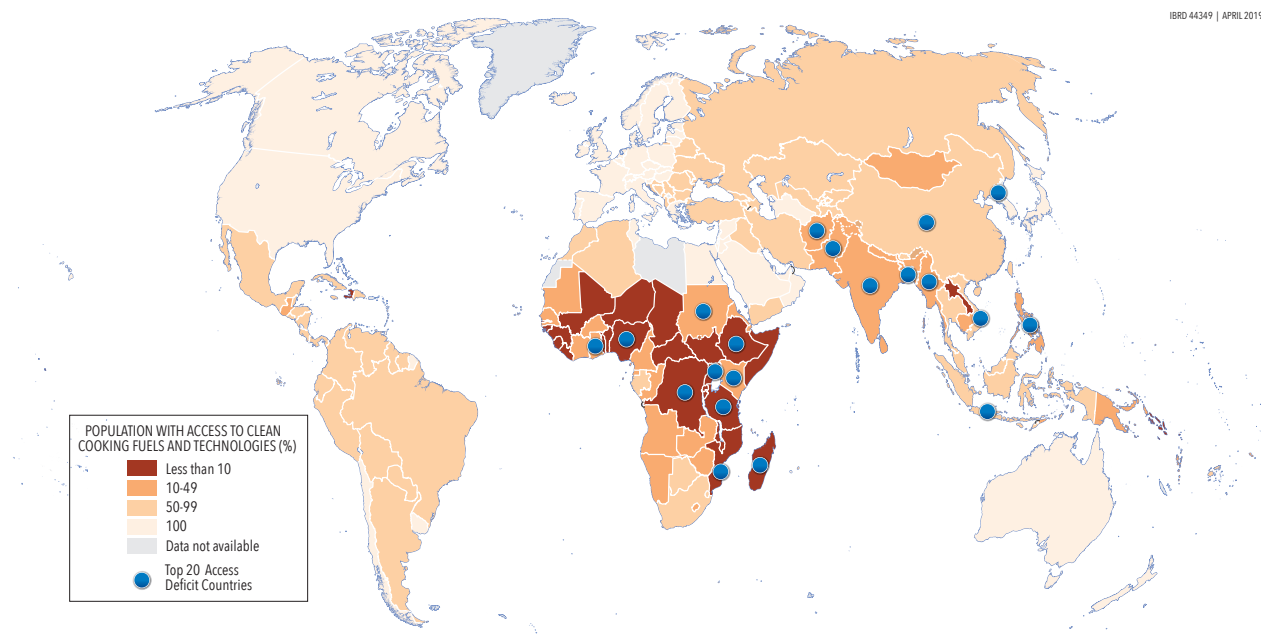 IBRD 44349 | APRIL 2019
POPULATION WITH ACCESS TO CLEAN
COOKING FUELS AND TECHNOLOGIES (%)
Less than 10
10-49
50-99
100
Data not available
Top 20 Access
Deficit Countries